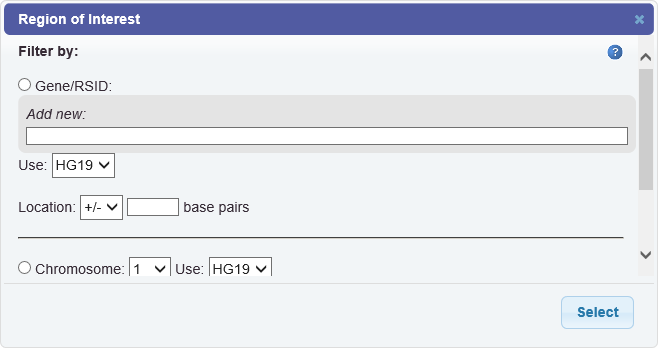 Region of Interest
Filter by:
Gene/RSID:
Add new:
Use: HG19
Location: +/- base pairs
Chromosome: 1 Use: HG19
Select